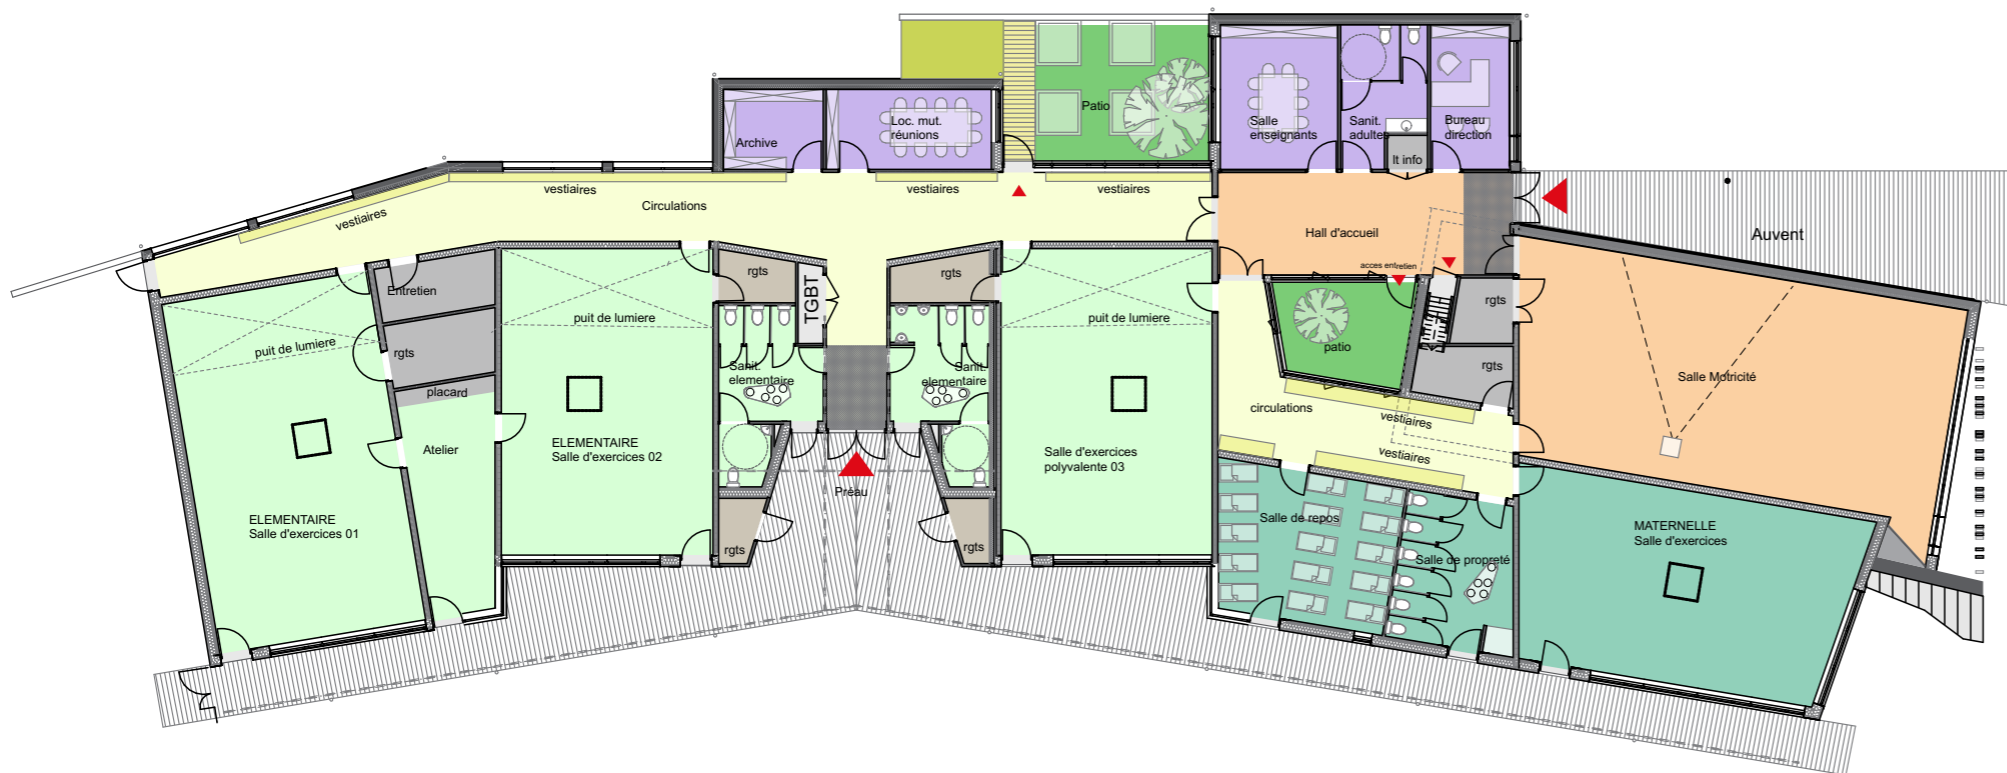 Patio
Archive
Loc. mut.
réunions
Salle
enseignants
Sanit.
adultes
Bureau
direction
lt info
vestiaires
vestiaires
vestiaires
vestiaires
Circulations
Hall d'accueil
Auvent
acces entretien
Entretien
rgts
rgts
TGBT
rgts
puit de lumiere
puit de lumiere
puit de lumiere
rgts
patio
rgts
rgts
Salle Motricité
placard
Sanit.
elementaire
Sanit.
elementaire
circulations
vestiaires
vestiaires
Atelier
ELEMENTAIRE
Salle d'exercices 02
Salle d'exercices
polyvalente 03
Préau
ELEMENTAIRE
Salle d'exercices 01
rgts
rgts
Salle de repos
Salle de propreté
MATERNELLE
Salle d'exercices